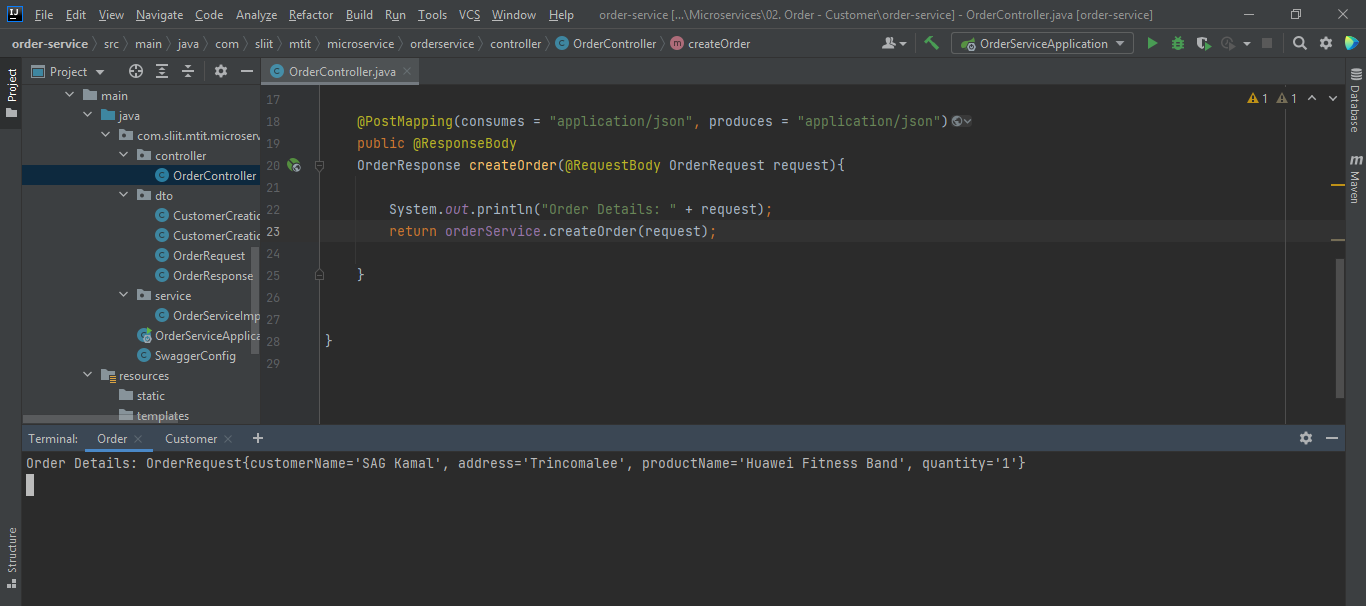 File Edit View Navigate Code Analyze Refactor Build Run Tools VCS Window Help order-service [...\Microservices\02. Order - Customer\order-service] - OrderController.java [order-service]
order-service src main java com sliit mtit microservice orderservice controller OrderController createOrder OrderServiceApplication
Project
Project
OrderController.java
main
java
com.sliit.mtit.microserv
controller
OrderController
dto
CustomerCreatio
CustomerCreatio
OrderRequest
OrderResponse
service
OrderServiceImp
OrderServiceApplica
SwaggerConfig
resources
static
templates
17
18 @PostMapping(consumes = "application/json", produces = "application/json")
19 public @ResponseBody
20 OrderResponse createOrder(@RequestBody OrderRequest request){
21
22 System.out.println("Order Details: " + request);
23 return orderService.createOrder(request);
24
25 }
26
27
28 }
29
1 1
Database
m
Maven
Terminal: Order Customer
Order Details: OrderRequest{customerName='SAG Kamal', address='Trincomalee', productName='Huawei Fitness Band', quantity='1'}
Structure